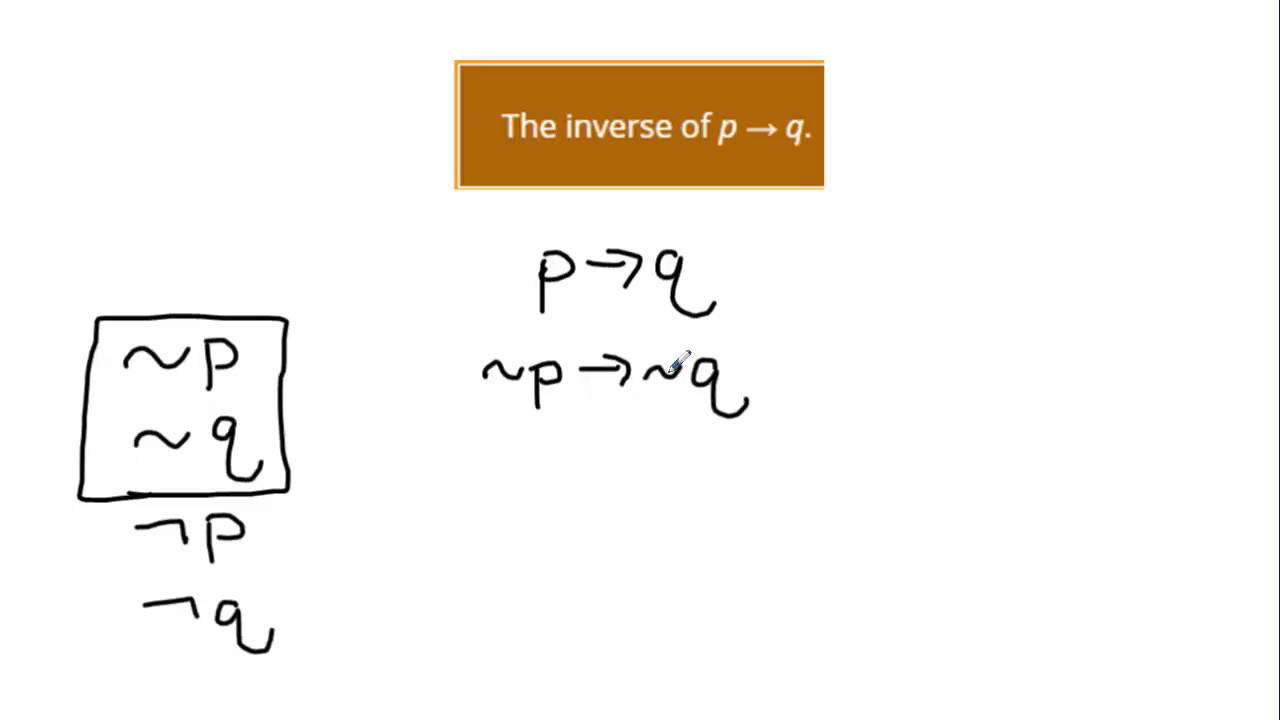 The inverse of p → q.
p → q
~p → ~q
~p
~q
¬p
¬q